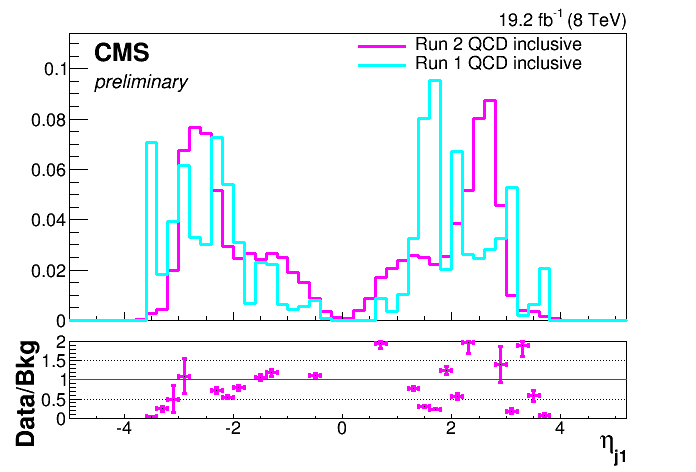 19.2 fb⁻¹ (8 TeV)
CMS
preliminary
Run 2 QCD inclusive
Run 1 QCD inclusive
0.1
0.08
0.06
0.04
0.02
0
Data/Bkg
2
1.5
1
0.5
0
-4 -2 0 2 4
η_j1